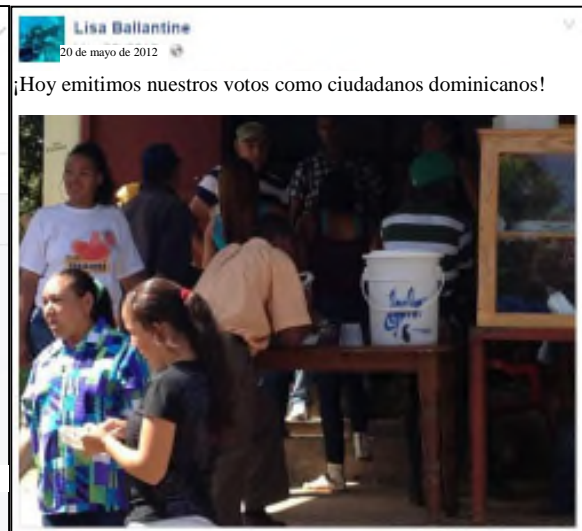 Lisa Ballantine
20 de mayo de 2012
¡Hoy emitimos nuestros votos como ciudadanos dominicanos!